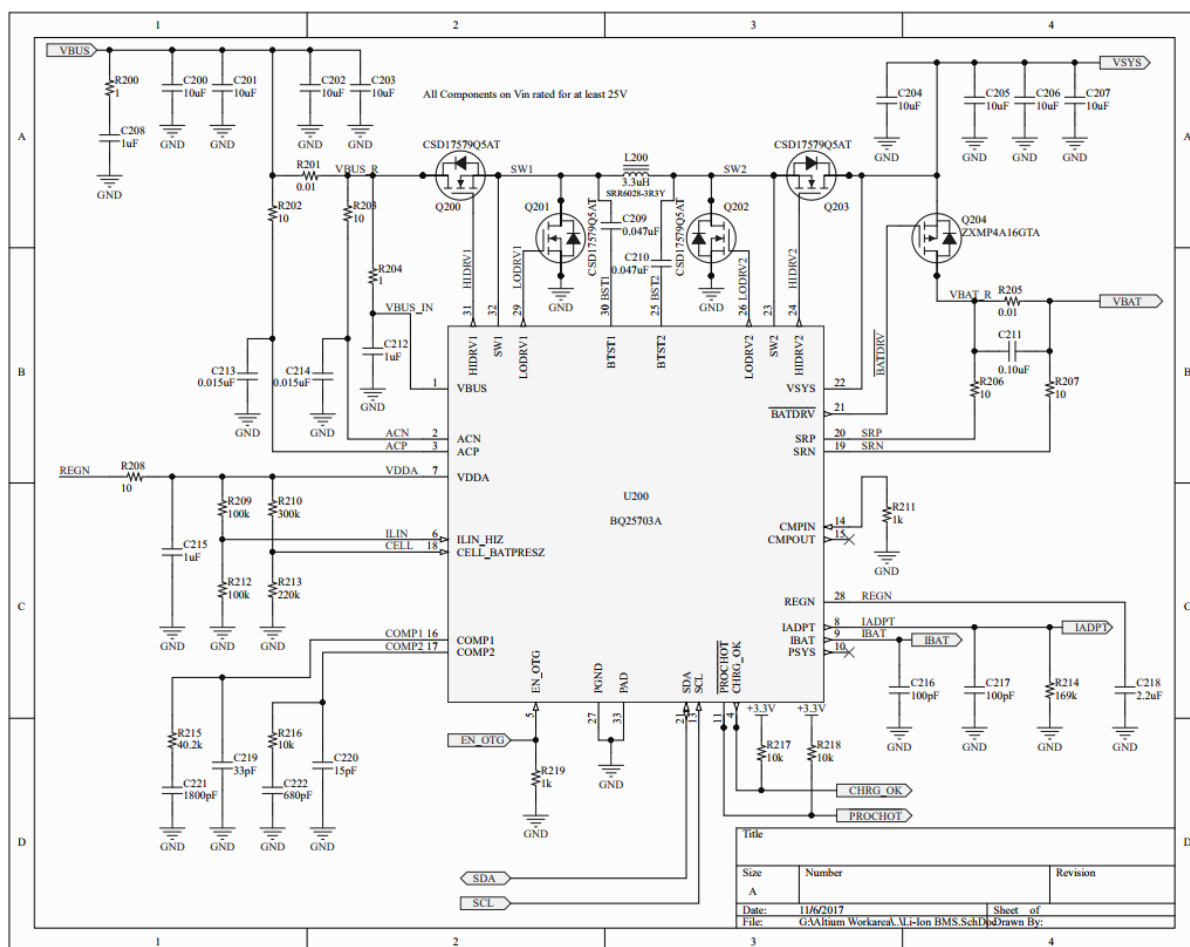 1 2 3 4
A
B
C
D
VBUS
R200
1
C208
1uF
GND
C200
10uF
GND
C201
10uF
GND
C202
10uF
GND
C203
10uF
GND
All Components on Vin rated for at least 25V
VSYS
C204
10uF
GND
C205
10uF
GND
C206
10uF
GND
C207
10uF
GND
R201
0.01
VBUS_R
CSD17579Q5AT
Q200
SW1
L200
3.3uH
SRR6028-3R3Y
SW2
CSD17579Q5AT
Q203
R202
10
R203
10
Q201
CSD17579Q5AT
GND
C209
0.047uF
C210
0.047uF
CSD17579Q5AT
Q202
GND
Q204
ZXMP4A16GTA
R204
1
VBUS_IN
C212
1uF
GND
HIDRV1
LODRV1
BST1
BST2
LODRV2
HIDRV2
BATDRV
31 32 29 30 25 26 23 24
VBAT_R
R205
0.01
VBAT
C211
0.10uF
R206
10
R207
10
C213
0.015uF
GND
C214
0.015uF
GND
HIDRV1 SW1 LODRV1 BTST1 BTST2 LODRV2 SW2 HIDRV2
1 VBUS
ACN 2 ACN
ACP 3 ACP
VSYS 22
BATDRV 21
SRP 20 SRP
SRN 19 SRN
REGN
R208
10
VDDA 7 VDDA
R209
100k
R210
300k
C215
1uF
GND
ILIN 6 ILIN_HIZ
CELL 18 CELL_BATPRESZ
R212
100k
GND
R213
220k
GND
U200
BQ25703A
CMPIN 14
CMPOUT 15
R211
1k
GND
REGN 28 REGN
IADPT 8 IADPT
IBAT 9 IBAT
PSYS 10
IBAT
IADPT
COMP1 16 COMP1
COMP2 17 COMP2
C216
100pF
GND
C217
100pF
GND
R214
169k
GND
C218
2.2uF
GND
EN_OTG PGND PAD SDA SCL PROCHOT CHRG_OK
5 27 33 21 13 11 4
R215
40.2k
C221
1800pF
GND
C219
33pF
GND
R216
10k
C222
680pF
GND
C220
15pF
GND
EN_OTG
R219
1k
GND
GND
+3.3V
+3.3V
R217
10k
R218
10k
CHRG_OK
PROCHOT
SDA
SCL
Title
Size
A
Number
Revision
Date: 11/6/2017 Sheet of
File: G:\Altium Workarea\..\Li-Ion BMS.SchDoc Drawn By:
A
B
C
D
1 2 3 4